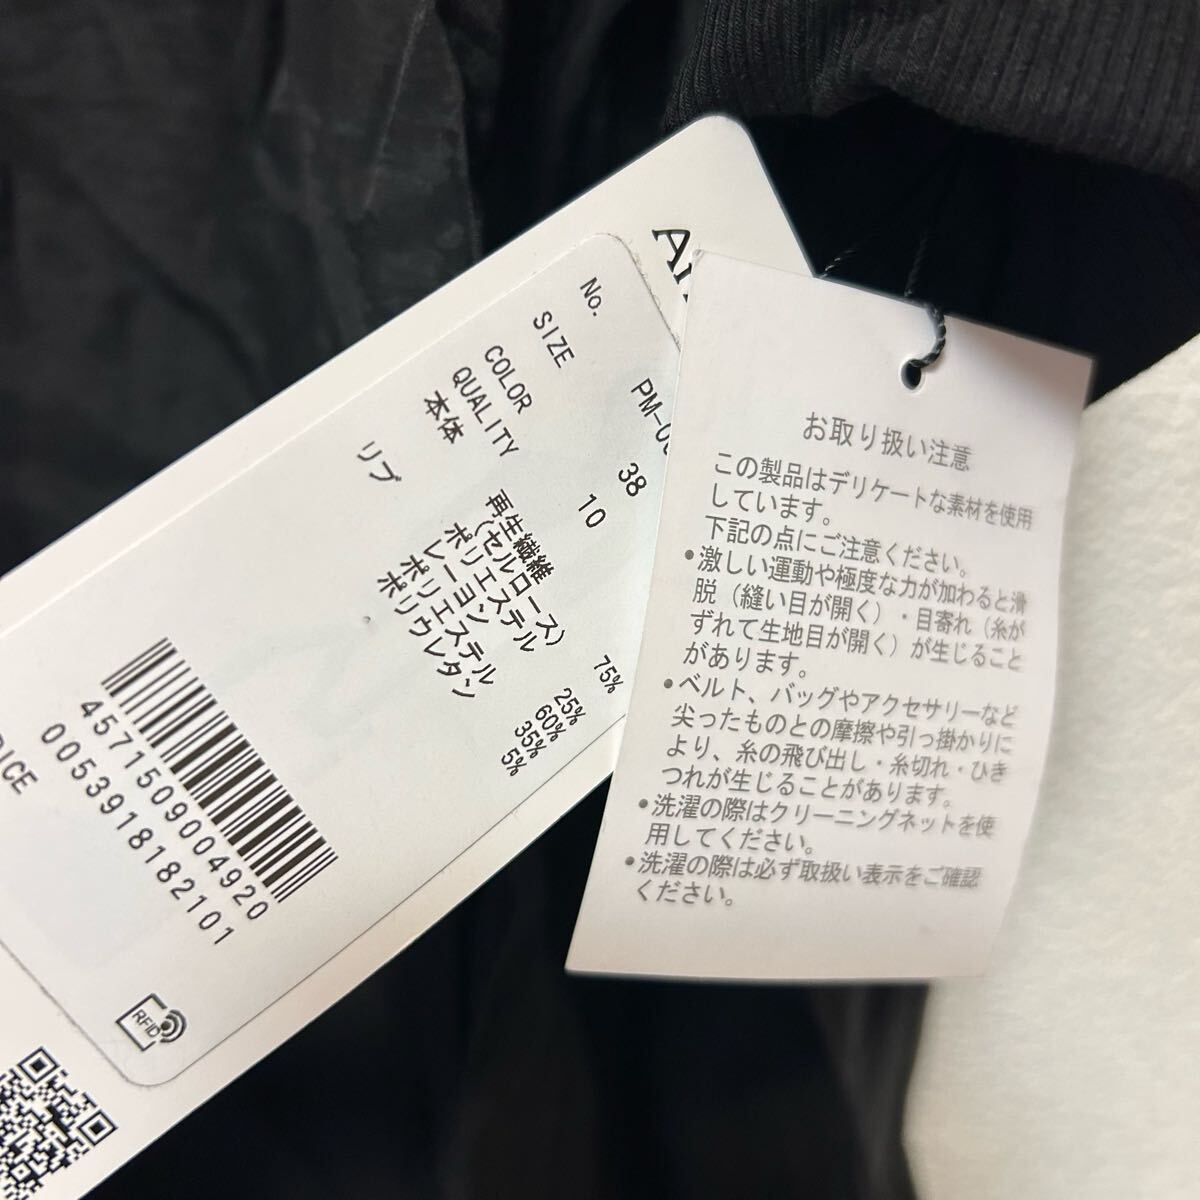 No.
PM-0
SIZE 38
COLOR 10
QUALITY
本体 再生繊維
(セルロース) 75%
ポリエステル 25%
リブ レーヨン 60%
ポリエステル 35%
ポリウレタン 5%
4571509004920
0053918182101
RICE
RFID
お取り扱い注意
この製品はデリケートな素材を使用
しています。
下記の点にご注意ください。
・激しい運動や極度な力が加わると滑
脱（縫い目が開く）・目寄れ（糸が
ずれて生地目が開く）が生じること
があります。
・ベルト、バッグやアクセサリーなど
尖ったものとの摩擦や引っ掛かりに
より、糸の飛び出し・糸切れ・ひき
つれが生じることがあります。
・洗濯の際はクリーニングネットを使
用してください。
・洗濯の際は必ず取扱い表示をご確認
ください。